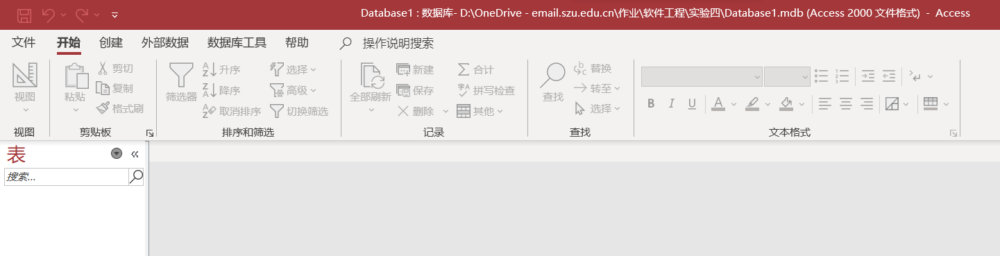 Database1 : 数据库- D:\OneDrive - email.szu.edu.cn\作业\软件工程\实验四\Database1.mdb (Access 2000 文件格式) - Access
文件 开始 创建 外部数据 数据库工具 帮助 操作说明搜索
视图
粘贴
剪切
复制
格式刷
筛选器
升序
降序
取消排序
选择
高级
切换筛选
全部刷新
新建
保存
删除
合计
拼写检查
其他
查找
替换
转至
选择
B I U A
视图 剪贴板 排序和筛选 记录 查找 文本格式
表
搜索...